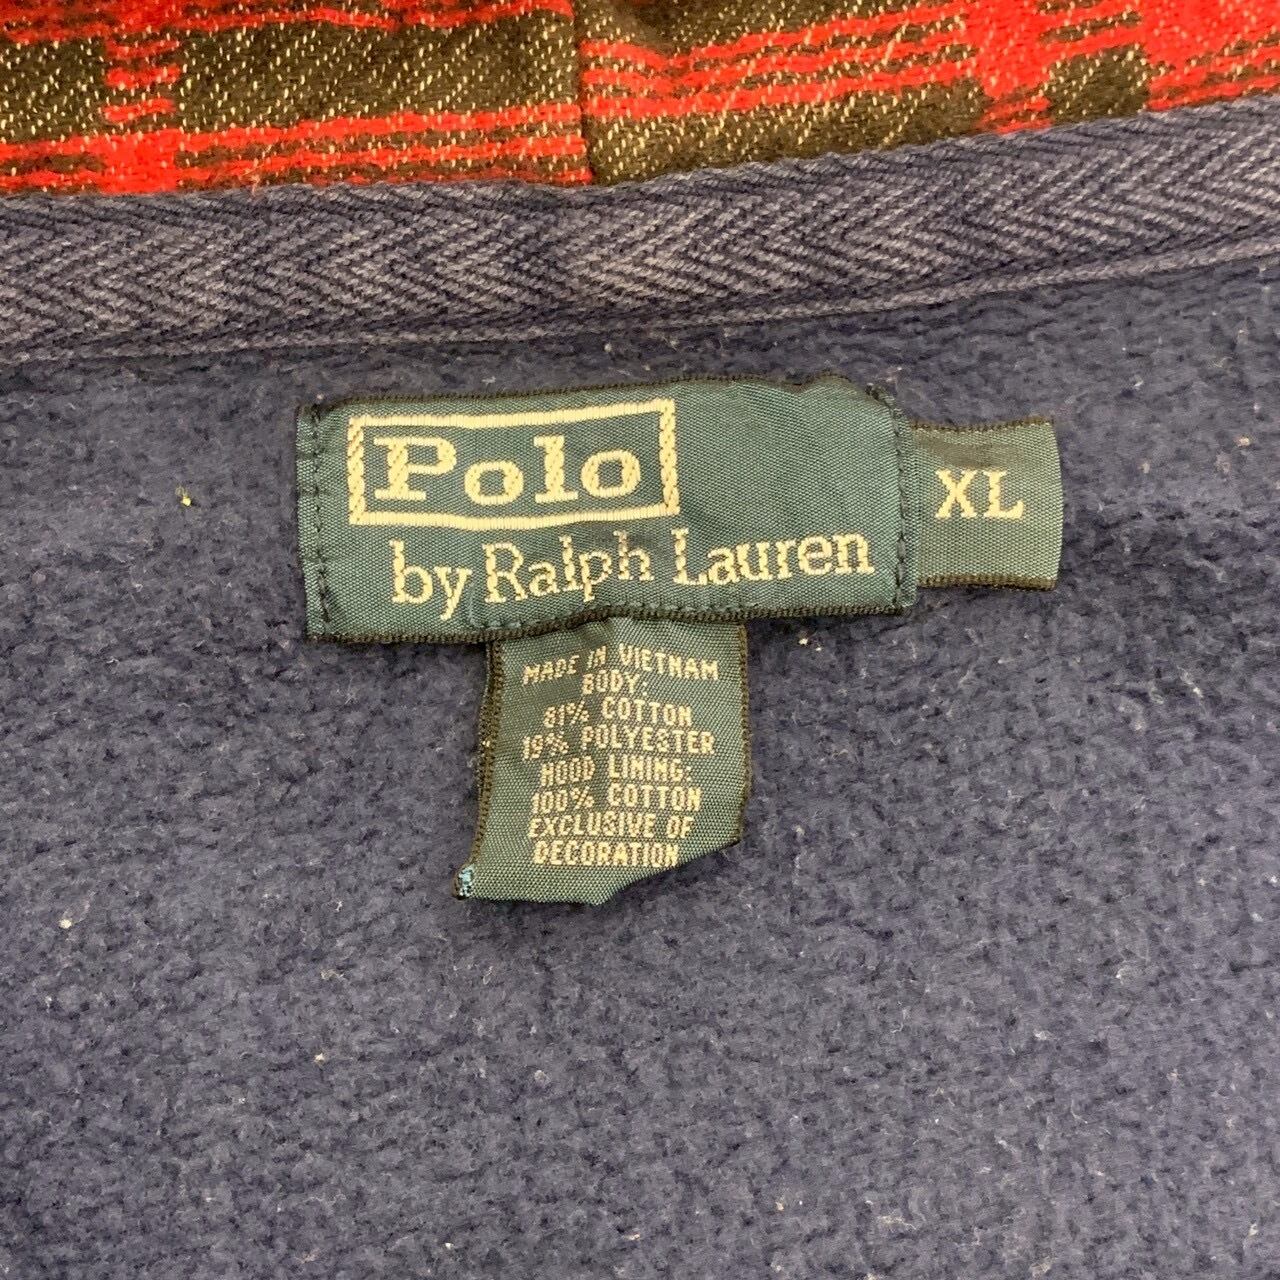 Polo
by Ralph Lauren
XL
MADE IN VIETNAM
BODY:
81% COTTON
19% POLYESTER
HOOD LINING:
100% COTTON
EXCLUSIVE OF
DECORATION